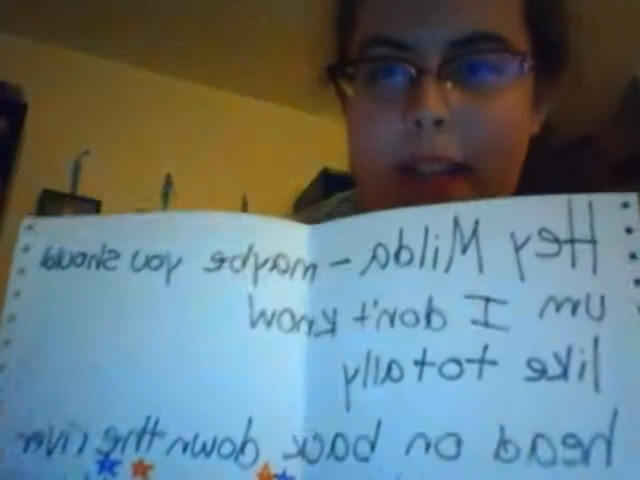 Hey Milda - maybe you should
um I don't know
like totally
head on back down the river